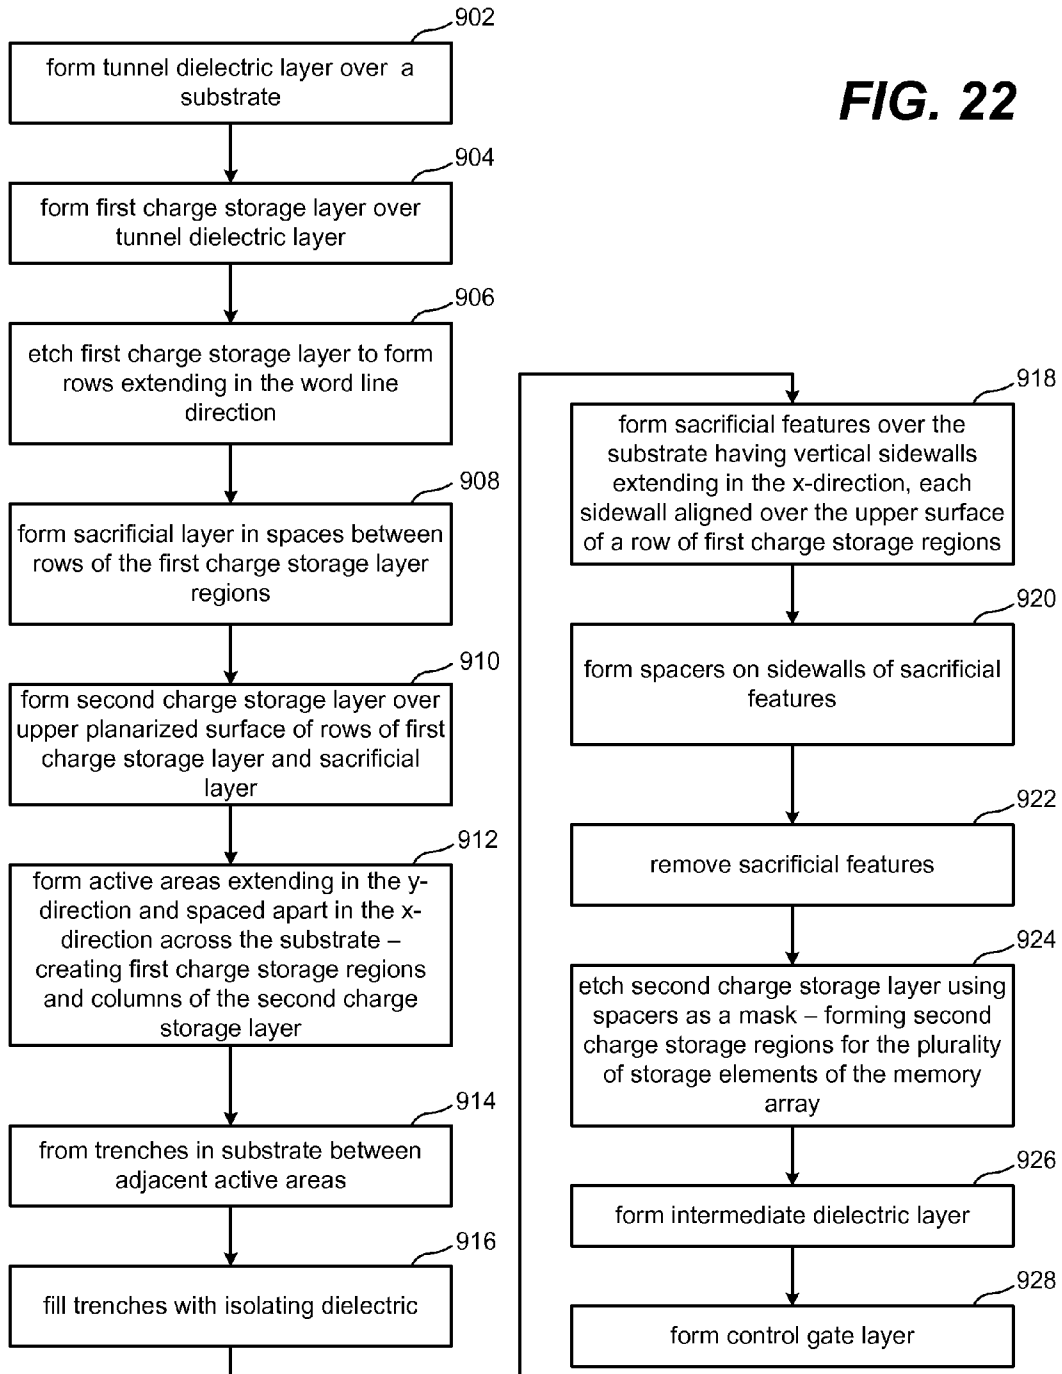 FIG. 22
902
form tunnel dielectric layer over a
substrate
904
form first charge storage layer over
tunnel dielectric layer
906
etch first charge storage layer to form
rows extending in the word line
direction
908
form sacrificial layer in spaces between
rows of the first charge storage layer
regions
910
form second charge storage layer over
upper planarized surface of rows of first
charge storage layer and sacrificial
layer
912
form active areas extending in the y-
direction and spaced apart in the x-
direction across the substrate –
creating first charge storage regions
and columns of the second charge
storage layer
914
from trenches in substrate between
adjacent active areas
916
fill trenches with isolating dielectric
918
form sacrificial features over the
substrate having vertical sidewalls
extending in the x-direction, each
sidewall aligned over the upper surface
of a row of first charge storage regions
920
form spacers on sidewalls of sacrificial
features
922
remove sacrificial features
924
etch second charge storage layer using
spacers as a mask – forming second
charge storage regions for the plurality
of storage elements of the memory
array
926
form intermediate dielectric layer
928
form control gate layer